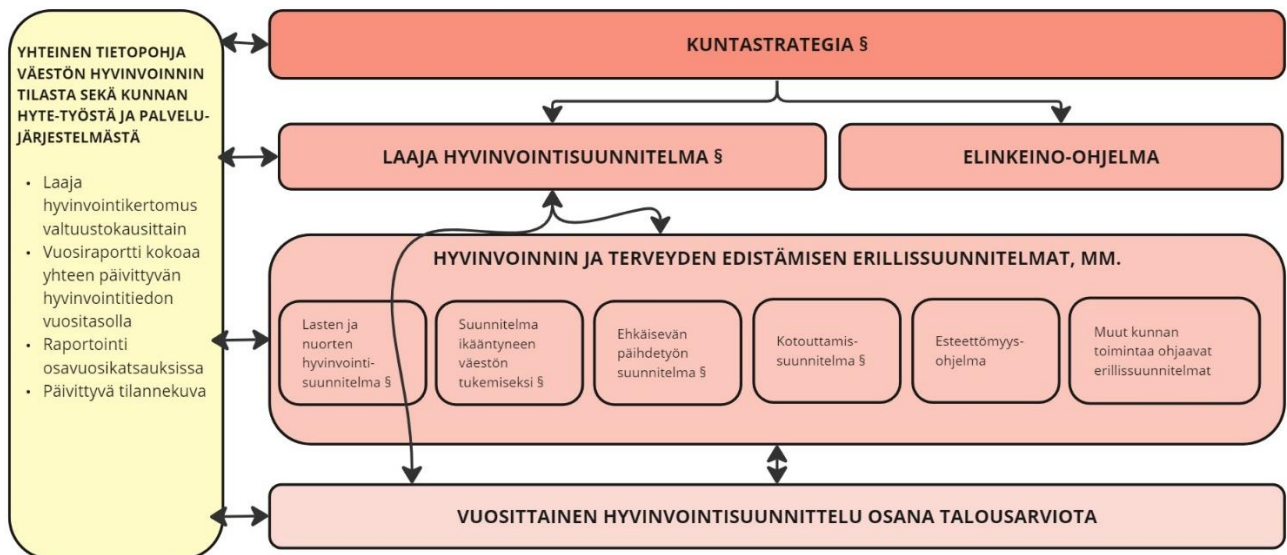 YHTEINEN TIETOPOHJA
VÄESTÖN HYVINVOINNIN
TILASTA SEKÄ KUNNAN
HYTE-TYÖSTÄ JA PALVELU-
JÄRJESTELMÄSTÄ
• Laaja
hyvinvointikertomus
valtuustokausittain
• Vuosiraportti kokoaa
yhteen päivittyvän
hyvinvointitiedon
vuositasolla
• Raportointi
osavuosikatsauksissa
• Päivittyvä tilannekuva
KUNTASTRATEGIA §
LAAJA HYVINVOINTISUUNNITELMA §
ELINKEINO-OHJELMA
HYVINVOINNIN JA TERVEYDEN EDISTÄMISEN ERILLISSUUNNITELMAT, MM.
Lasten ja
nuorten
hyvinvointi-
suunnitelma §
Suunnitelma
ikääntyneen
väestön
tukemiseksi §
Ehkäisevän
päihdetyön
suunnitelma §
Kotouttamis-
suunnitelma §
Esteettömyys-
ohjelma
Muut kunnan
toimintaa ohjaavat
erillissuunnitelmat
VUOSITTAINEN HYVINVOINTISUUNNITTELU OSANA TALOUSARVIOTA